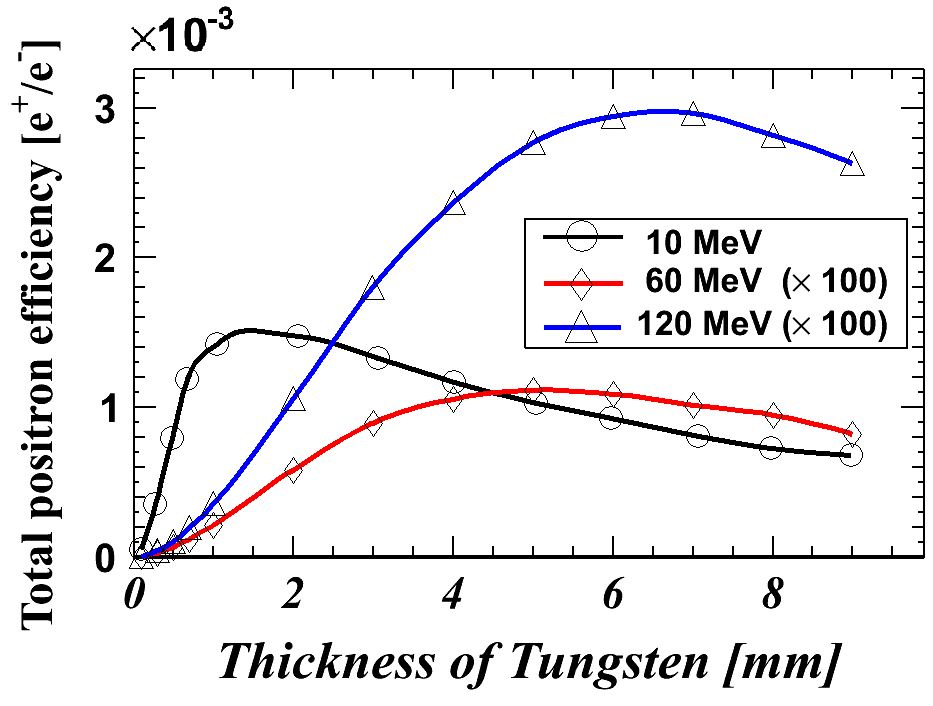 ×10⁻³
Total positron efficiency [e⁺/e⁻]
3
2
1
0
10 MeV
60 MeV (× 100)
120 MeV (× 100)
0 2 4 6 8
Thickness of Tungsten [mm]